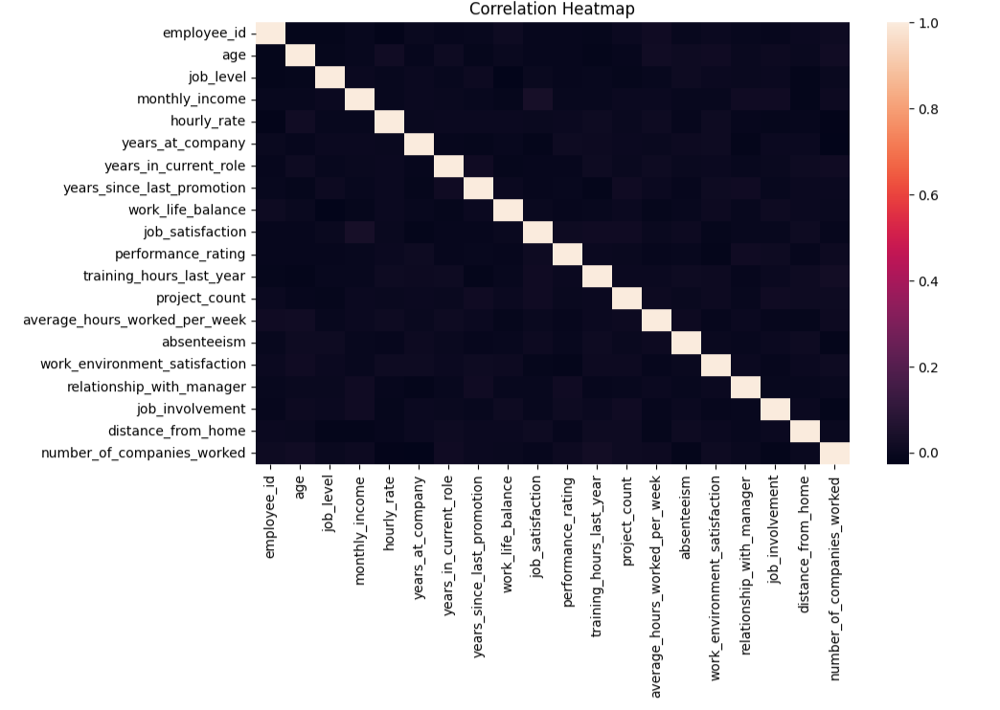 Correlation Heatmap
employee_id
age
job_level
monthly_income
hourly_rate
years_at_company
years_in_current_role
years_since_last_promotion
work_life_balance
job_satisfaction
performance_rating
training_hours_last_year
project_count
average_hours_worked_per_week
absenteeism
work_environment_satisfaction
relationship_with_manager
job_involvement
distance_from_home
number_of_companies_worked
employee_id
age
job_level
monthly_income
hourly_rate
years_at_company
years_in_current_role
years_since_last_promotion
work_life_balance
job_satisfaction
performance_rating
training_hours_last_year
project_count
average_hours_worked_per_week
absenteeism
work_environment_satisfaction
relationship_with_manager
job_involvement
distance_from_home
number_of_companies_worked
1.0
0.8
0.6
0.4
0.2
0.0